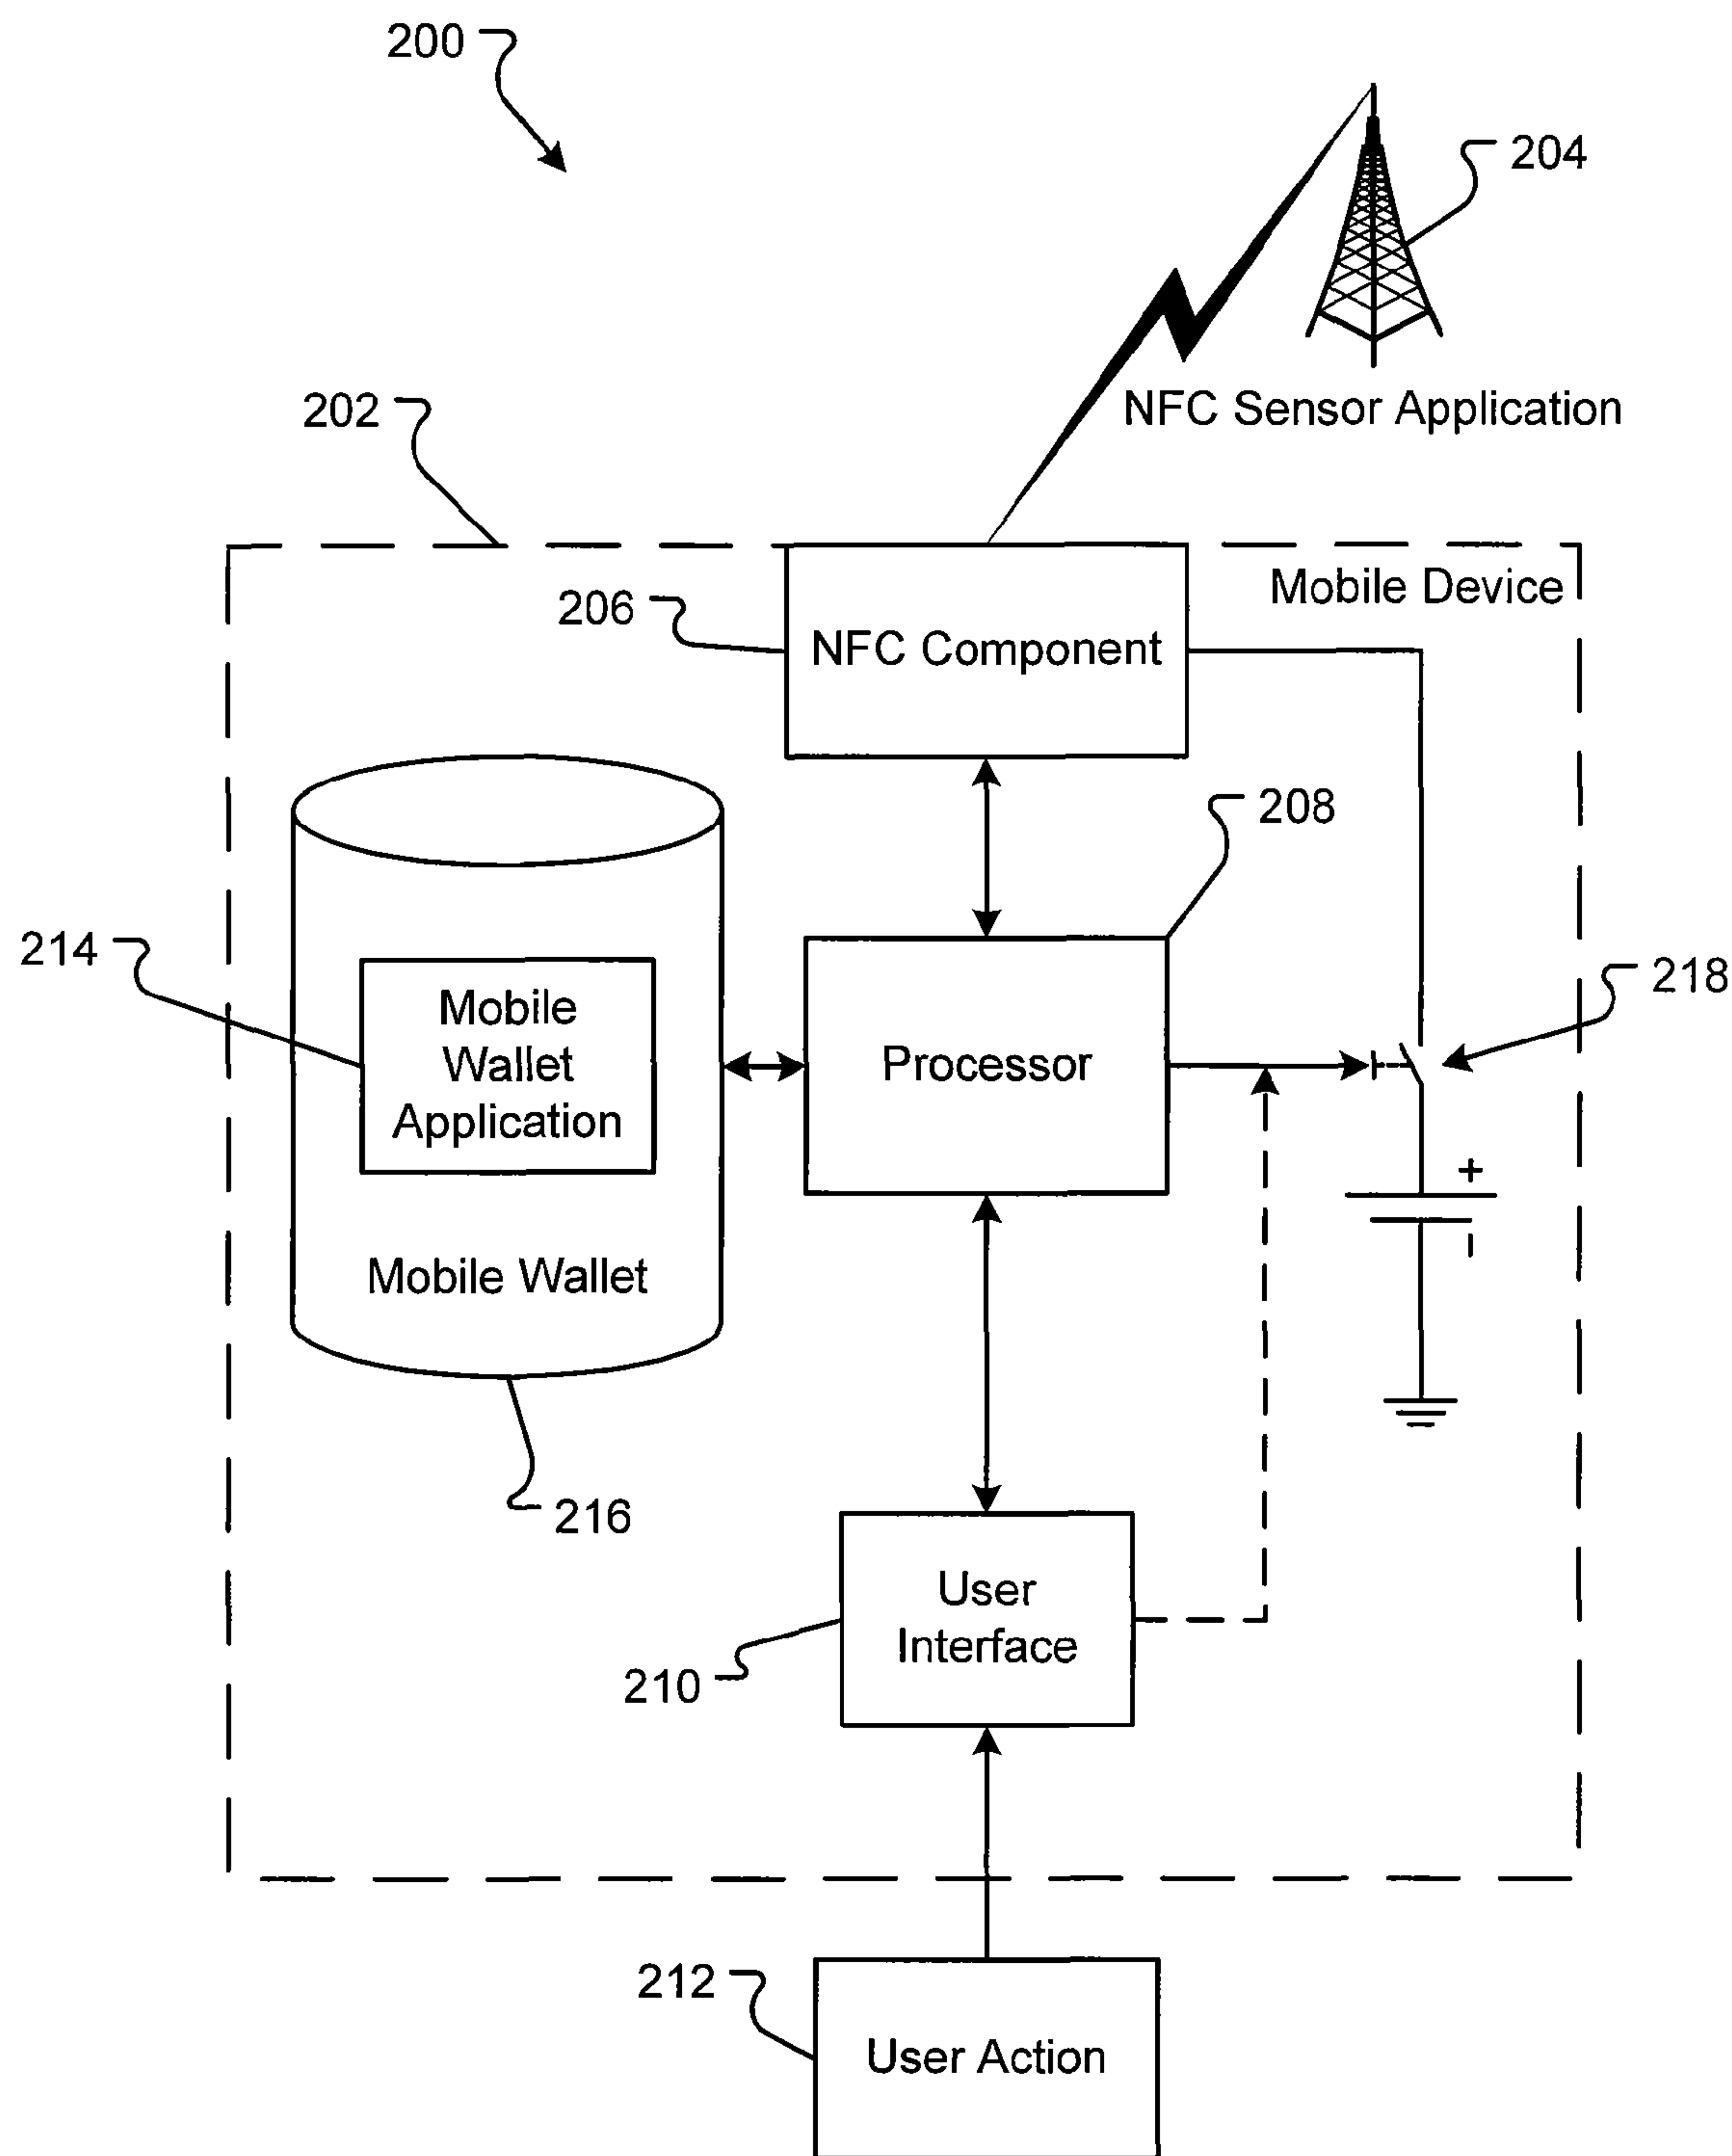 200
204
NFC Sensor Application
202
Mobile Device
206
NFC Component
208
214
Mobile
Wallet
Application
Processor
218
+
Mobile Wallet
-
216
User
Interface
210
212
User Action